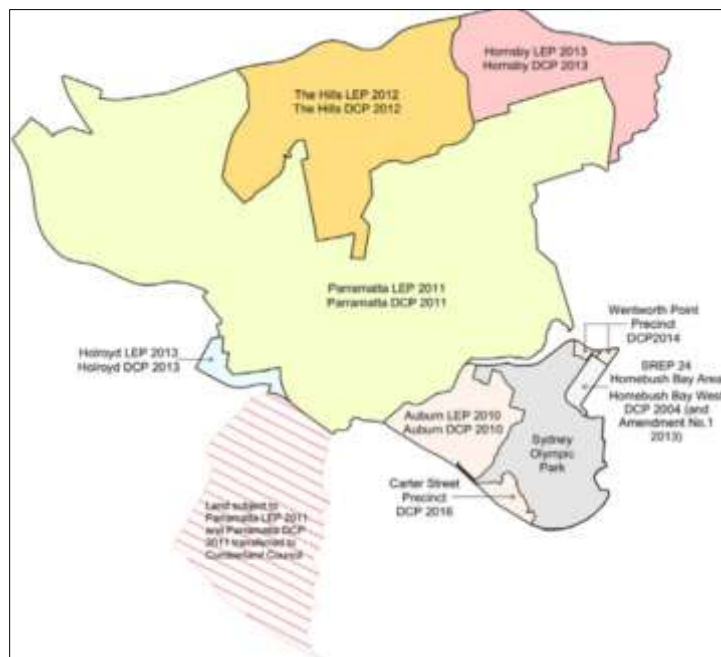 Hornsby LEP 2013
Hornsby DCP 2013
The Hills LEP 2012
The Hills DCP 2012
Parramatta LEP 2011
Parramatta DCP 2011
Wentworth Point
Precinct
DCP2014
Holroyd LEP 2013
Holroyd DCP 2013
SREP 24
Homebush Bay Area
Homebush Bay West
DCP 2004 (and
Amendment No.1
2013)
Auburn LEP 2010
Auburn DCP 2010
Sydney
Olympic
Park
Carter Street
Precinct
DCP 2016
Land subject to
Parramatta LEP 2011
and Parramatta DCP
2011 transferred to
Cumberland Council